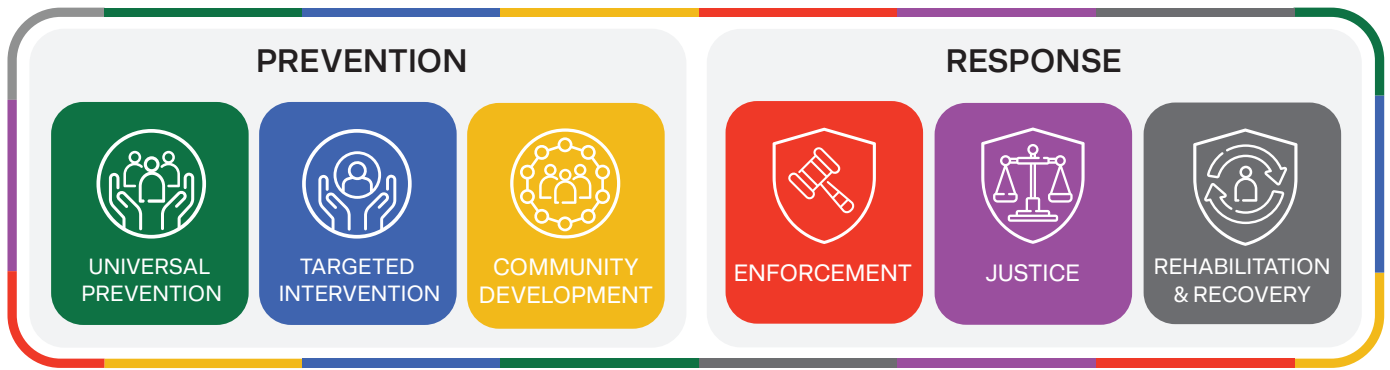 PREVENTION
UNIVERSAL
PREVENTION
TARGETED
INTERVENTION
COMMUNITY
DEVELOPMENT
RESPONSE
ENFORCEMENT
JUSTICE
REHABILITATION
& RECOVERY